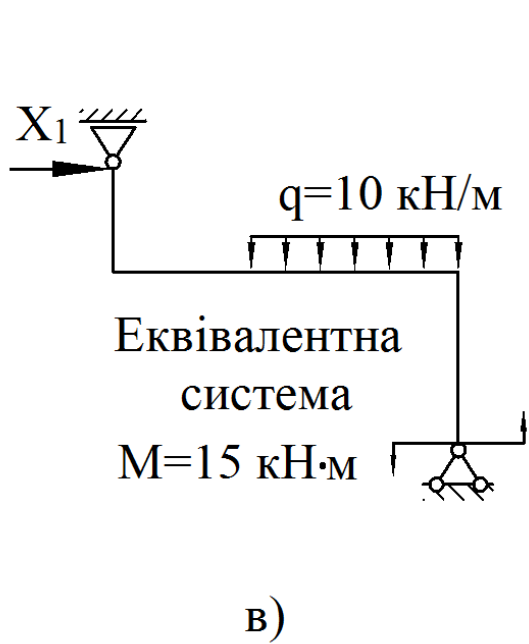 X₁
q=10 кН/м
Еквівалентна
система
М=15 кН·м
в)